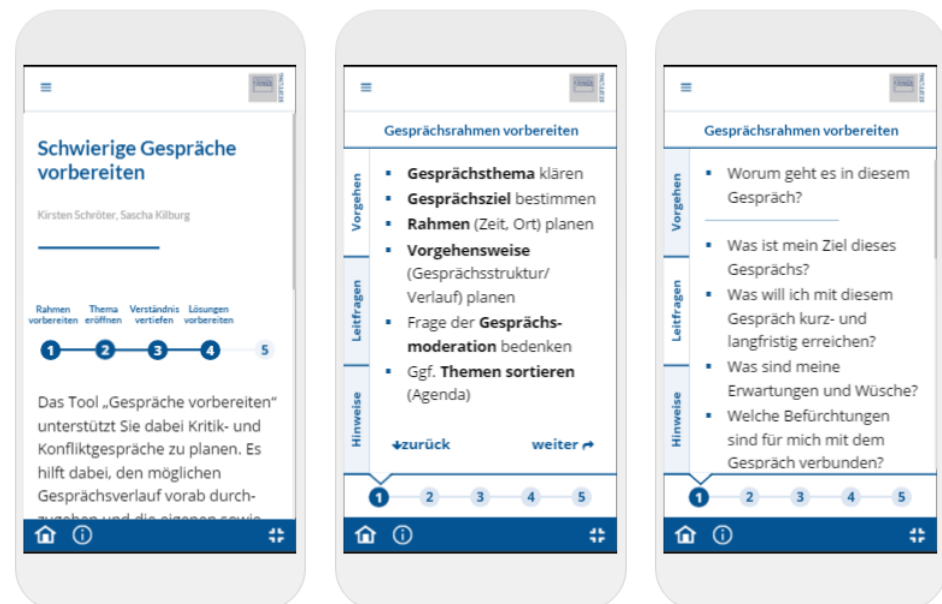 Schwierige Gespräche
vorbereiten
Kirsten Schröter, Sascha Kilburg
Rahmen vorbereiten
Thema eröffnen
Verständnis vertiefen
Lösungen vorbereiten
1 2 3 4 5
Das Tool „Gespräche vorbereiten“
unterstützt Sie dabei Kritik- und
Konfliktgespräche zu planen. Es
hilft dabei, den möglichen
Gesprächsverlauf vorab durch-
zugehen und die eigenen sowie
Gesprächsrahmen vorbereiten
Vorgehen
Leitfragen
Hinweise
Gesprächsthema klären
Gesprächsziel bestimmen
Rahmen (Zeit, Ort) planen
Vorgehensweise
(Gesprächsstruktur/
Verlauf) planen
Frage der Gesprächs-
moderation bedenken
Ggf. Themen sortieren
(Agenda)
zurück weiter
1 2 3 4 5
Gesprächsrahmen vorbereiten
Vorgehen
Leitfragen
Hinweise
Worum geht es in diesem
Gespräch?
Was ist mein Ziel dieses
Gesprächs?
Was will ich mit diesem
Gespräch kurz- und
langfristig erreichen?
Was sind meine
Erwartungen und Wüsche?
Welche Befürchtungen
sind für mich mit dem
Gespräch verbunden?
1 2 3 4 5